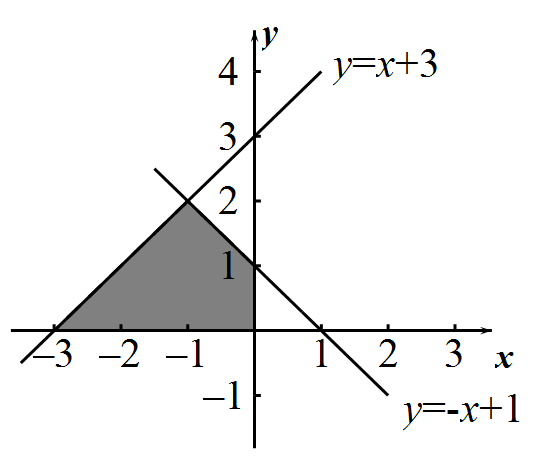 y
4
y=x+3
3
2
1
–3 –2 –1 1 2 3 x
–1
y=-x+1